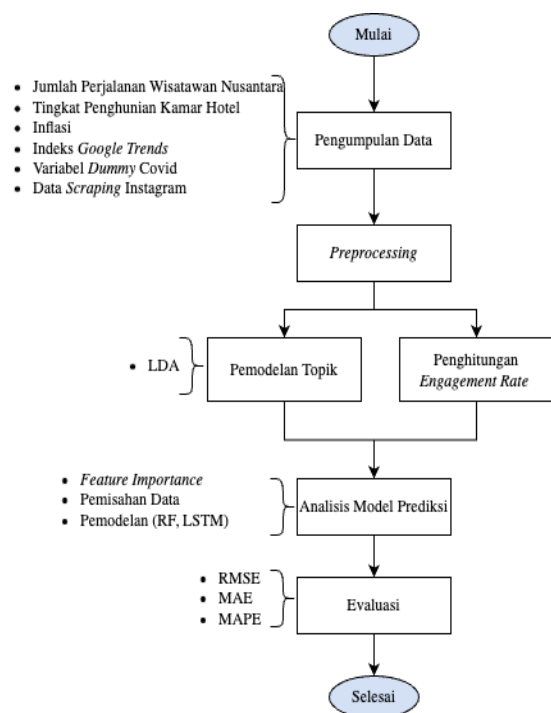 Mulai
• Jumlah Perjalanan Wisatawan Nusantara
• Tingkat Penghunian Kamar Hotel
• Inflasi
• Indeks Google Trends
• Variabel Dummy Covid
• Data Scraping Instagram
Pengumpulan Data
Preprocessing
• LDA
Pemodelan Topik
Penghitungan
Engagement Rate
• Feature Importance
• Pemisahan Data
• Pemodelan (RF, LSTM)
Analisis Model Prediksi
• RMSE
• MAE
• MAPE
Evaluasi
Selesai